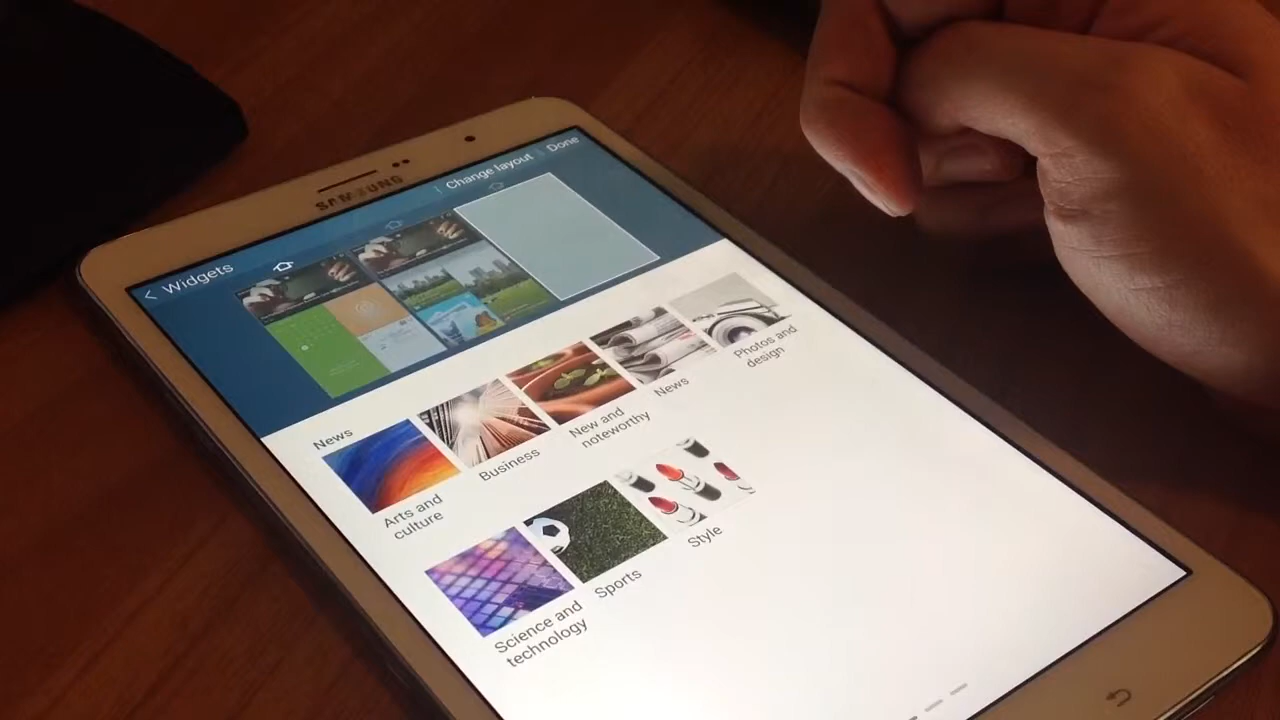 SAMSUNG
Widgets
Change layout
Done
News
Arts and
culture
Business
New and
noteworthy
News
Photos and
design
Science and
technology
Sports
Style